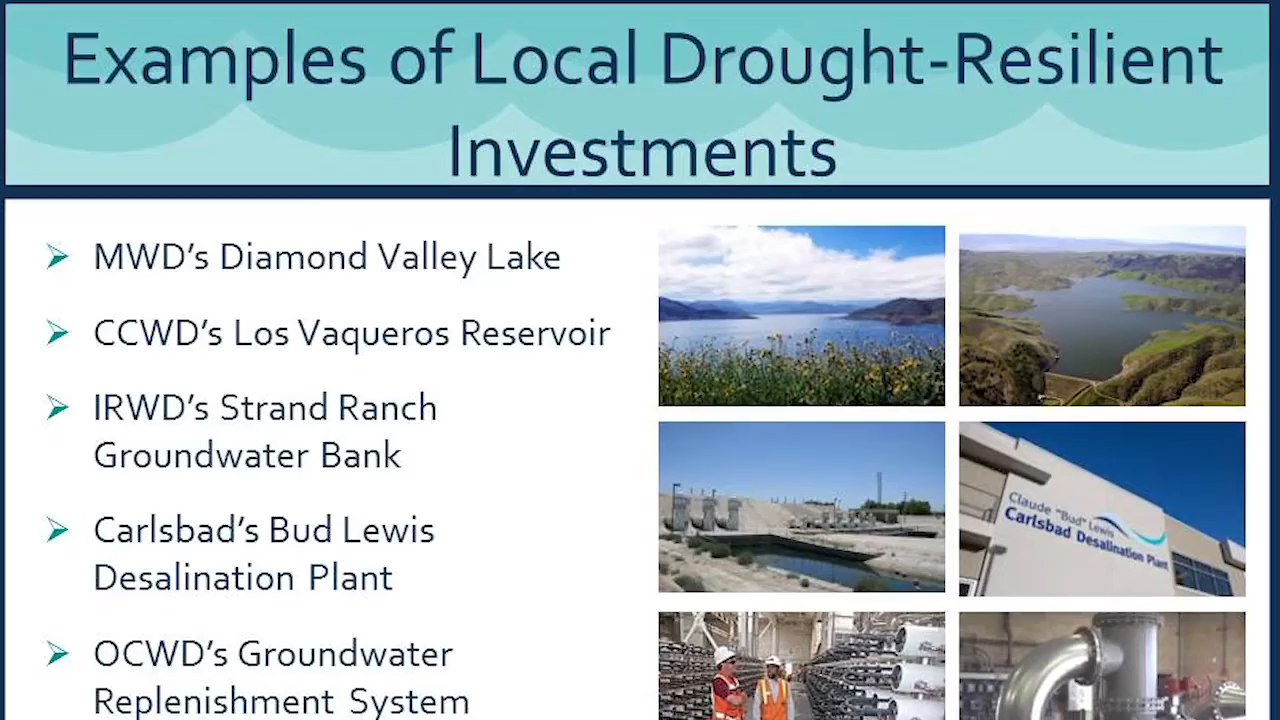 Examples of Local Drought-Resilient
Investments
MWD's Diamond Valley Lake
CCWD's Los Vaqueros Reservoir
IRWD's Strand Ranch
Groundwater Bank
Carlsbad's Bud Lewis
Desalination Plant
OCWD's Groundwater
Replenishment System
Claude "Bud" Lewis
Carlsbad Desalination Plant